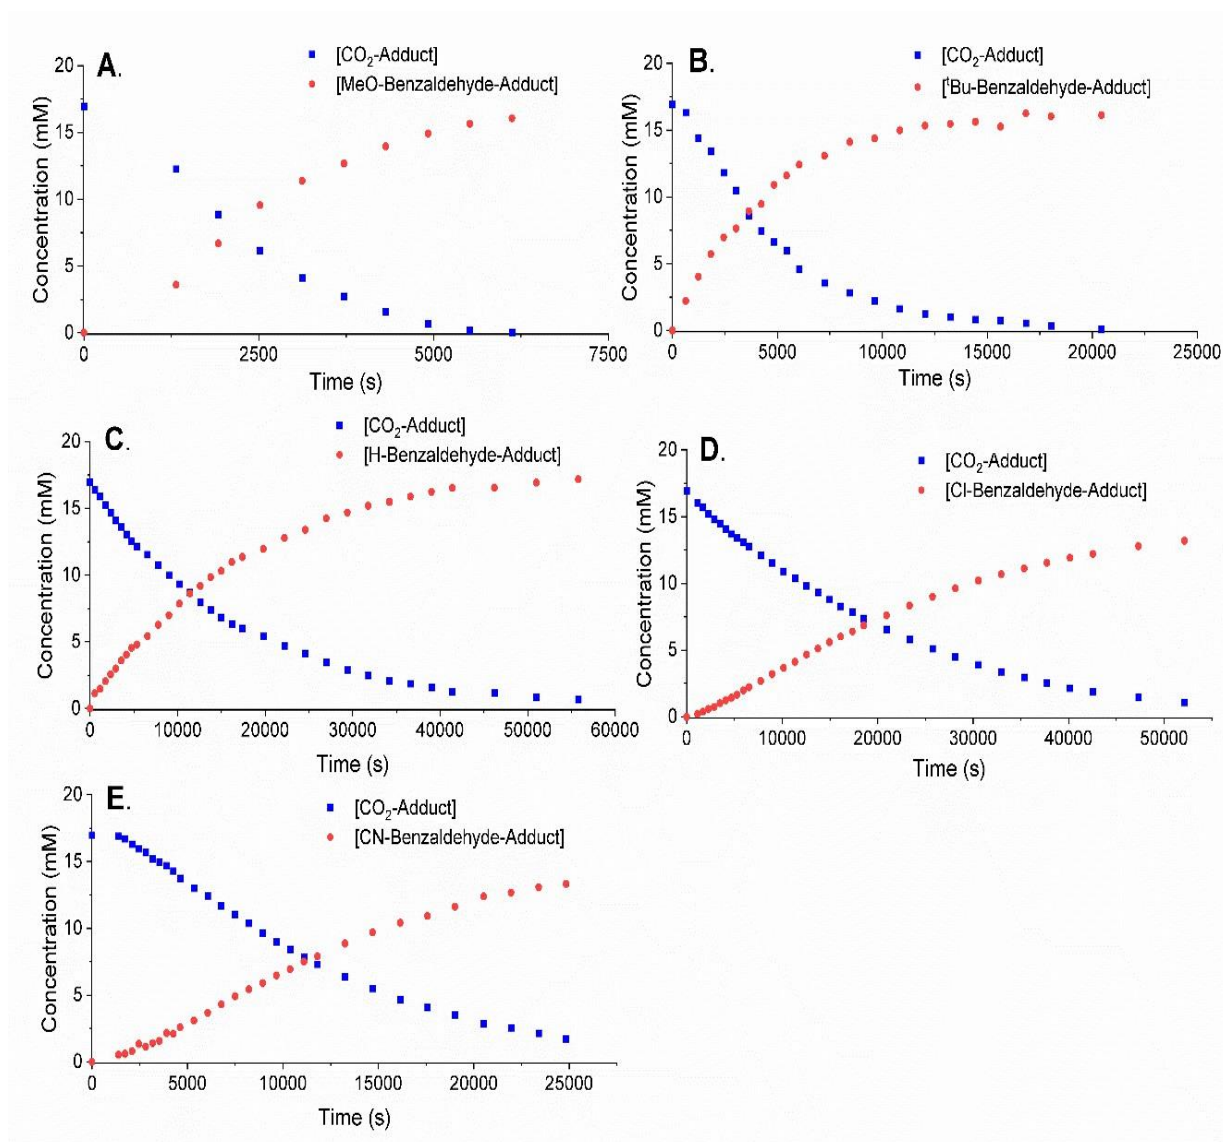 A.
[CO₂-Adduct]
[MeO-Benzaldehyde-Adduct]
Concentration (mM)
20
15
10
5
0
0 2500 5000 7500
Time (s)
B.
[CO₂-Adduct]
[ᵗBu-Benzaldehyde-Adduct]
Concentration (mM)
20
15
10
5
0
0 5000 10000 15000 20000 25000
Time (s)
C.
[CO₂-Adduct]
[H-Benzaldehyde-Adduct]
Concentration (mM)
20
15
10
5
0
0 10000 20000 30000 40000 50000 60000
Time (s)
D.
[CO₂-Adduct]
[Cl-Benzaldehyde-Adduct]
Concentration (mM)
20
15
10
5
0
0 10000 20000 30000 40000 50000
Time (s)
E.
[CO₂-Adduct]
[CN-Benzaldehyde-Adduct]
Concentration (mM)
20
15
10
5
0
0 5000 10000 15000 20000 25000
Time (s)